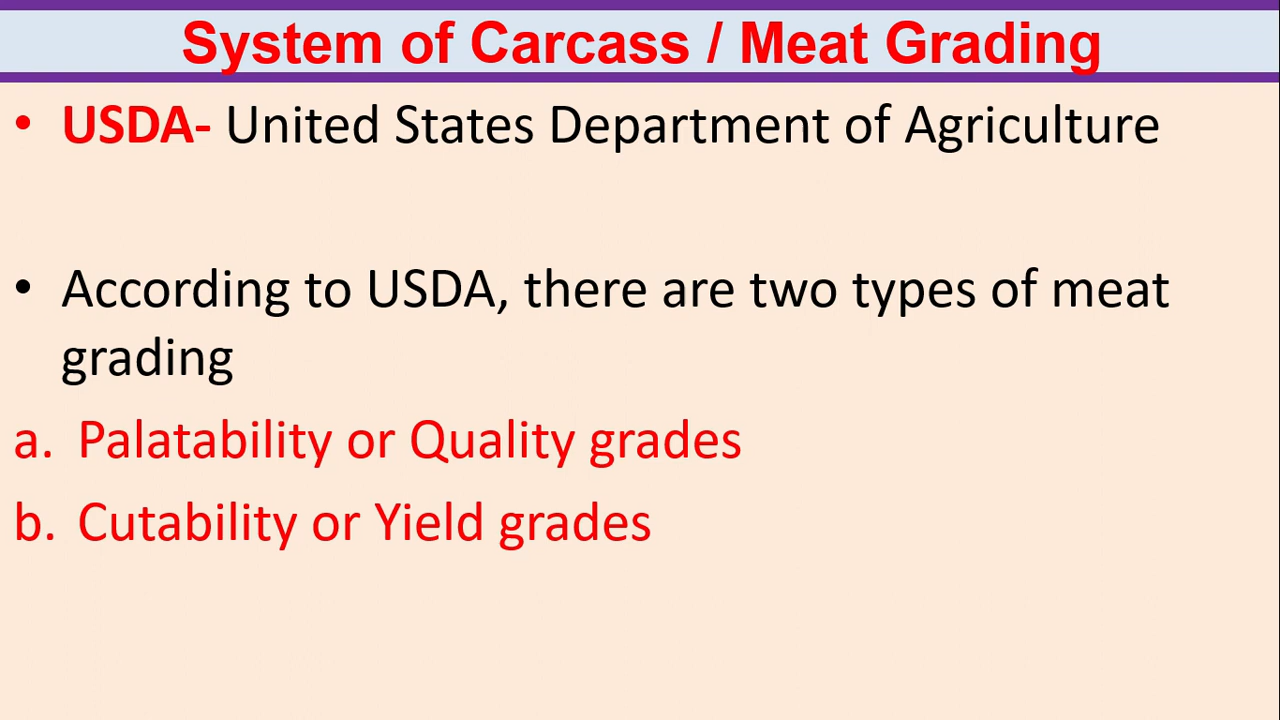 System of Carcass / Meat Grading
• USDA- United States Department of Agriculture
• According to USDA, there are two types of meat
grading
a. Palatability or Quality grades
b. Cutability or Yield grades